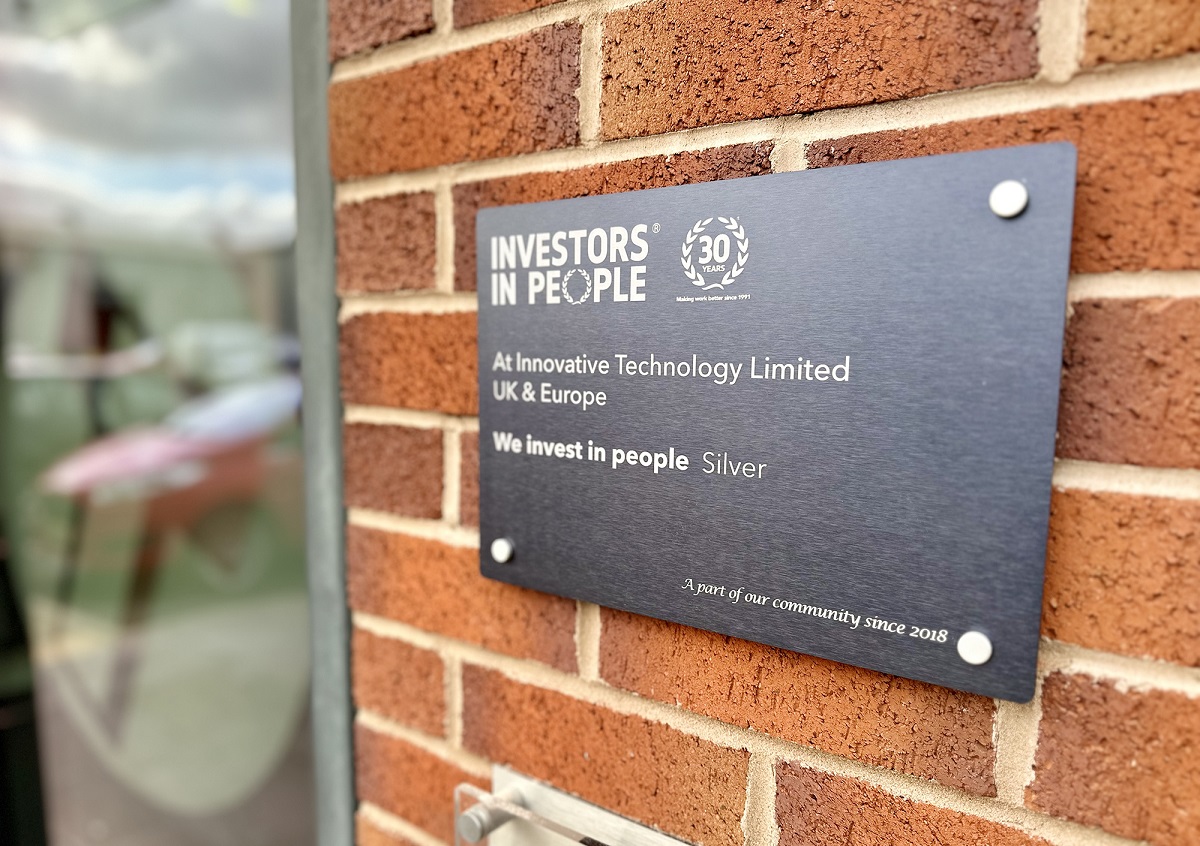 INVESTORS®
IN PEOPLE
30
YEARS
Making work better since 1991
At Innovative Technology Limited
UK & Europe
We invest in people Silver
A part of our community since 2018